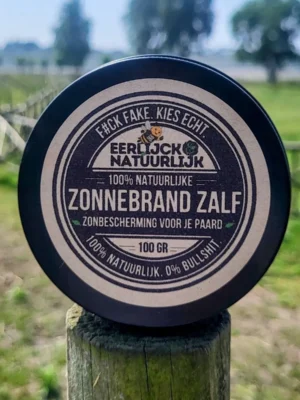 F#CK FAKE. KIES ECHT.
EERLIJCK
NATUURLIJK
100% NATUURLIJKE
ZONNEBRAND ZALF
ZONBESCHERMING VOOR JE PAARD
100 GR
100% NATUURLIJK. 0% BULLSHIT.